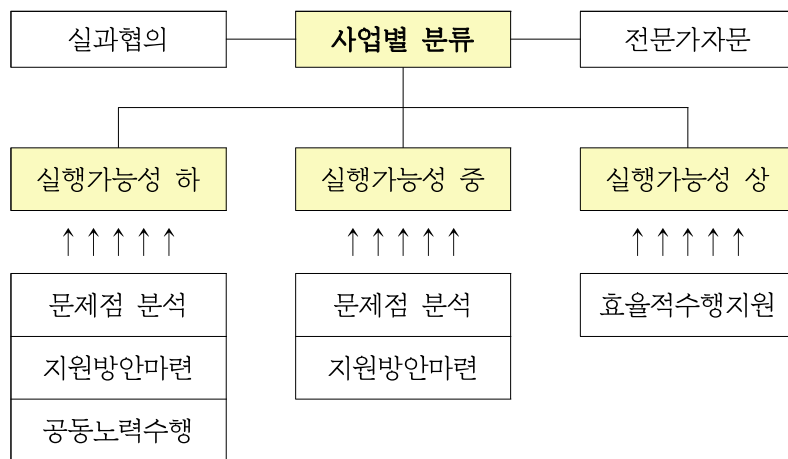 실과협의 사업별 분류 전문가자문
실행가능성 하 실행가능성 중 실행가능성 상
↑↑↑↑↑ ↑↑↑↑↑ ↑↑↑↑↑
문제점 분석 문제점 분석 효율적수행지원
지원방안마련 지원방안마련
공동노력수행